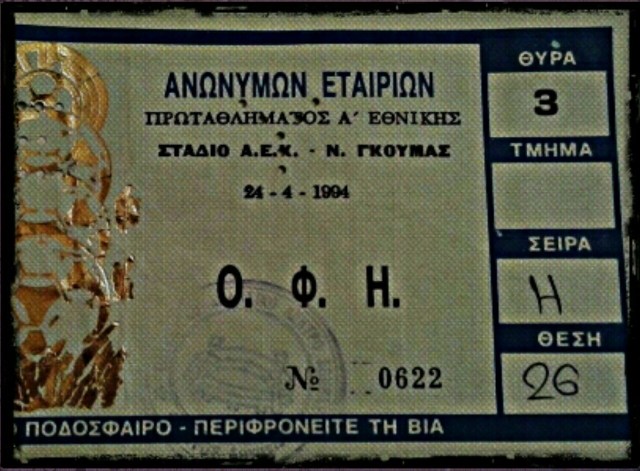 ΑΝΩΝΥΜΩΝ ΕΤΑΙΡΙΩΝ
ΠΡΩΤΑΘΛΗΜΑΤΟΣ Α΄ ΕΘΝΙΚΗΣ
ΣΤΑΔΙΟ Α.Ε.Κ. - Ν. ΓΚΟΥΜΑΣ
24 - 4 - 1994
Ο. Φ. Η.
№ 0622
ΠΟΔΟΣΦΑΙΡΟ - ΠΕΡΙΦΡΟΝΕΙΤΕ ΤΗ ΒΙΑ
ΘΥΡΑ
3
ΤΜΗΜΑ
ΣΕΙΡΑ
Η
ΘΕΣΗ
26